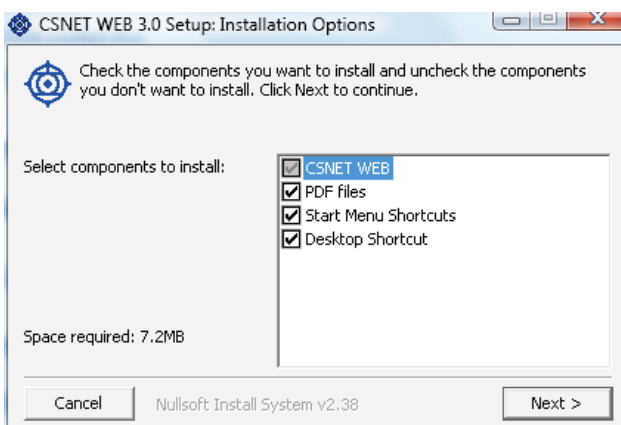 CSNET WEB 3.0 Setup: Installation Options
Check the components you want to install and uncheck the components
you don't want to install. Click Next to continue.
Select components to install:
CSNET WEB
PDF files
Start Menu Shortcuts
Desktop Shortcut
Space required: 7.2MB
Cancel
Nullsoft Install System v2.38
Next >